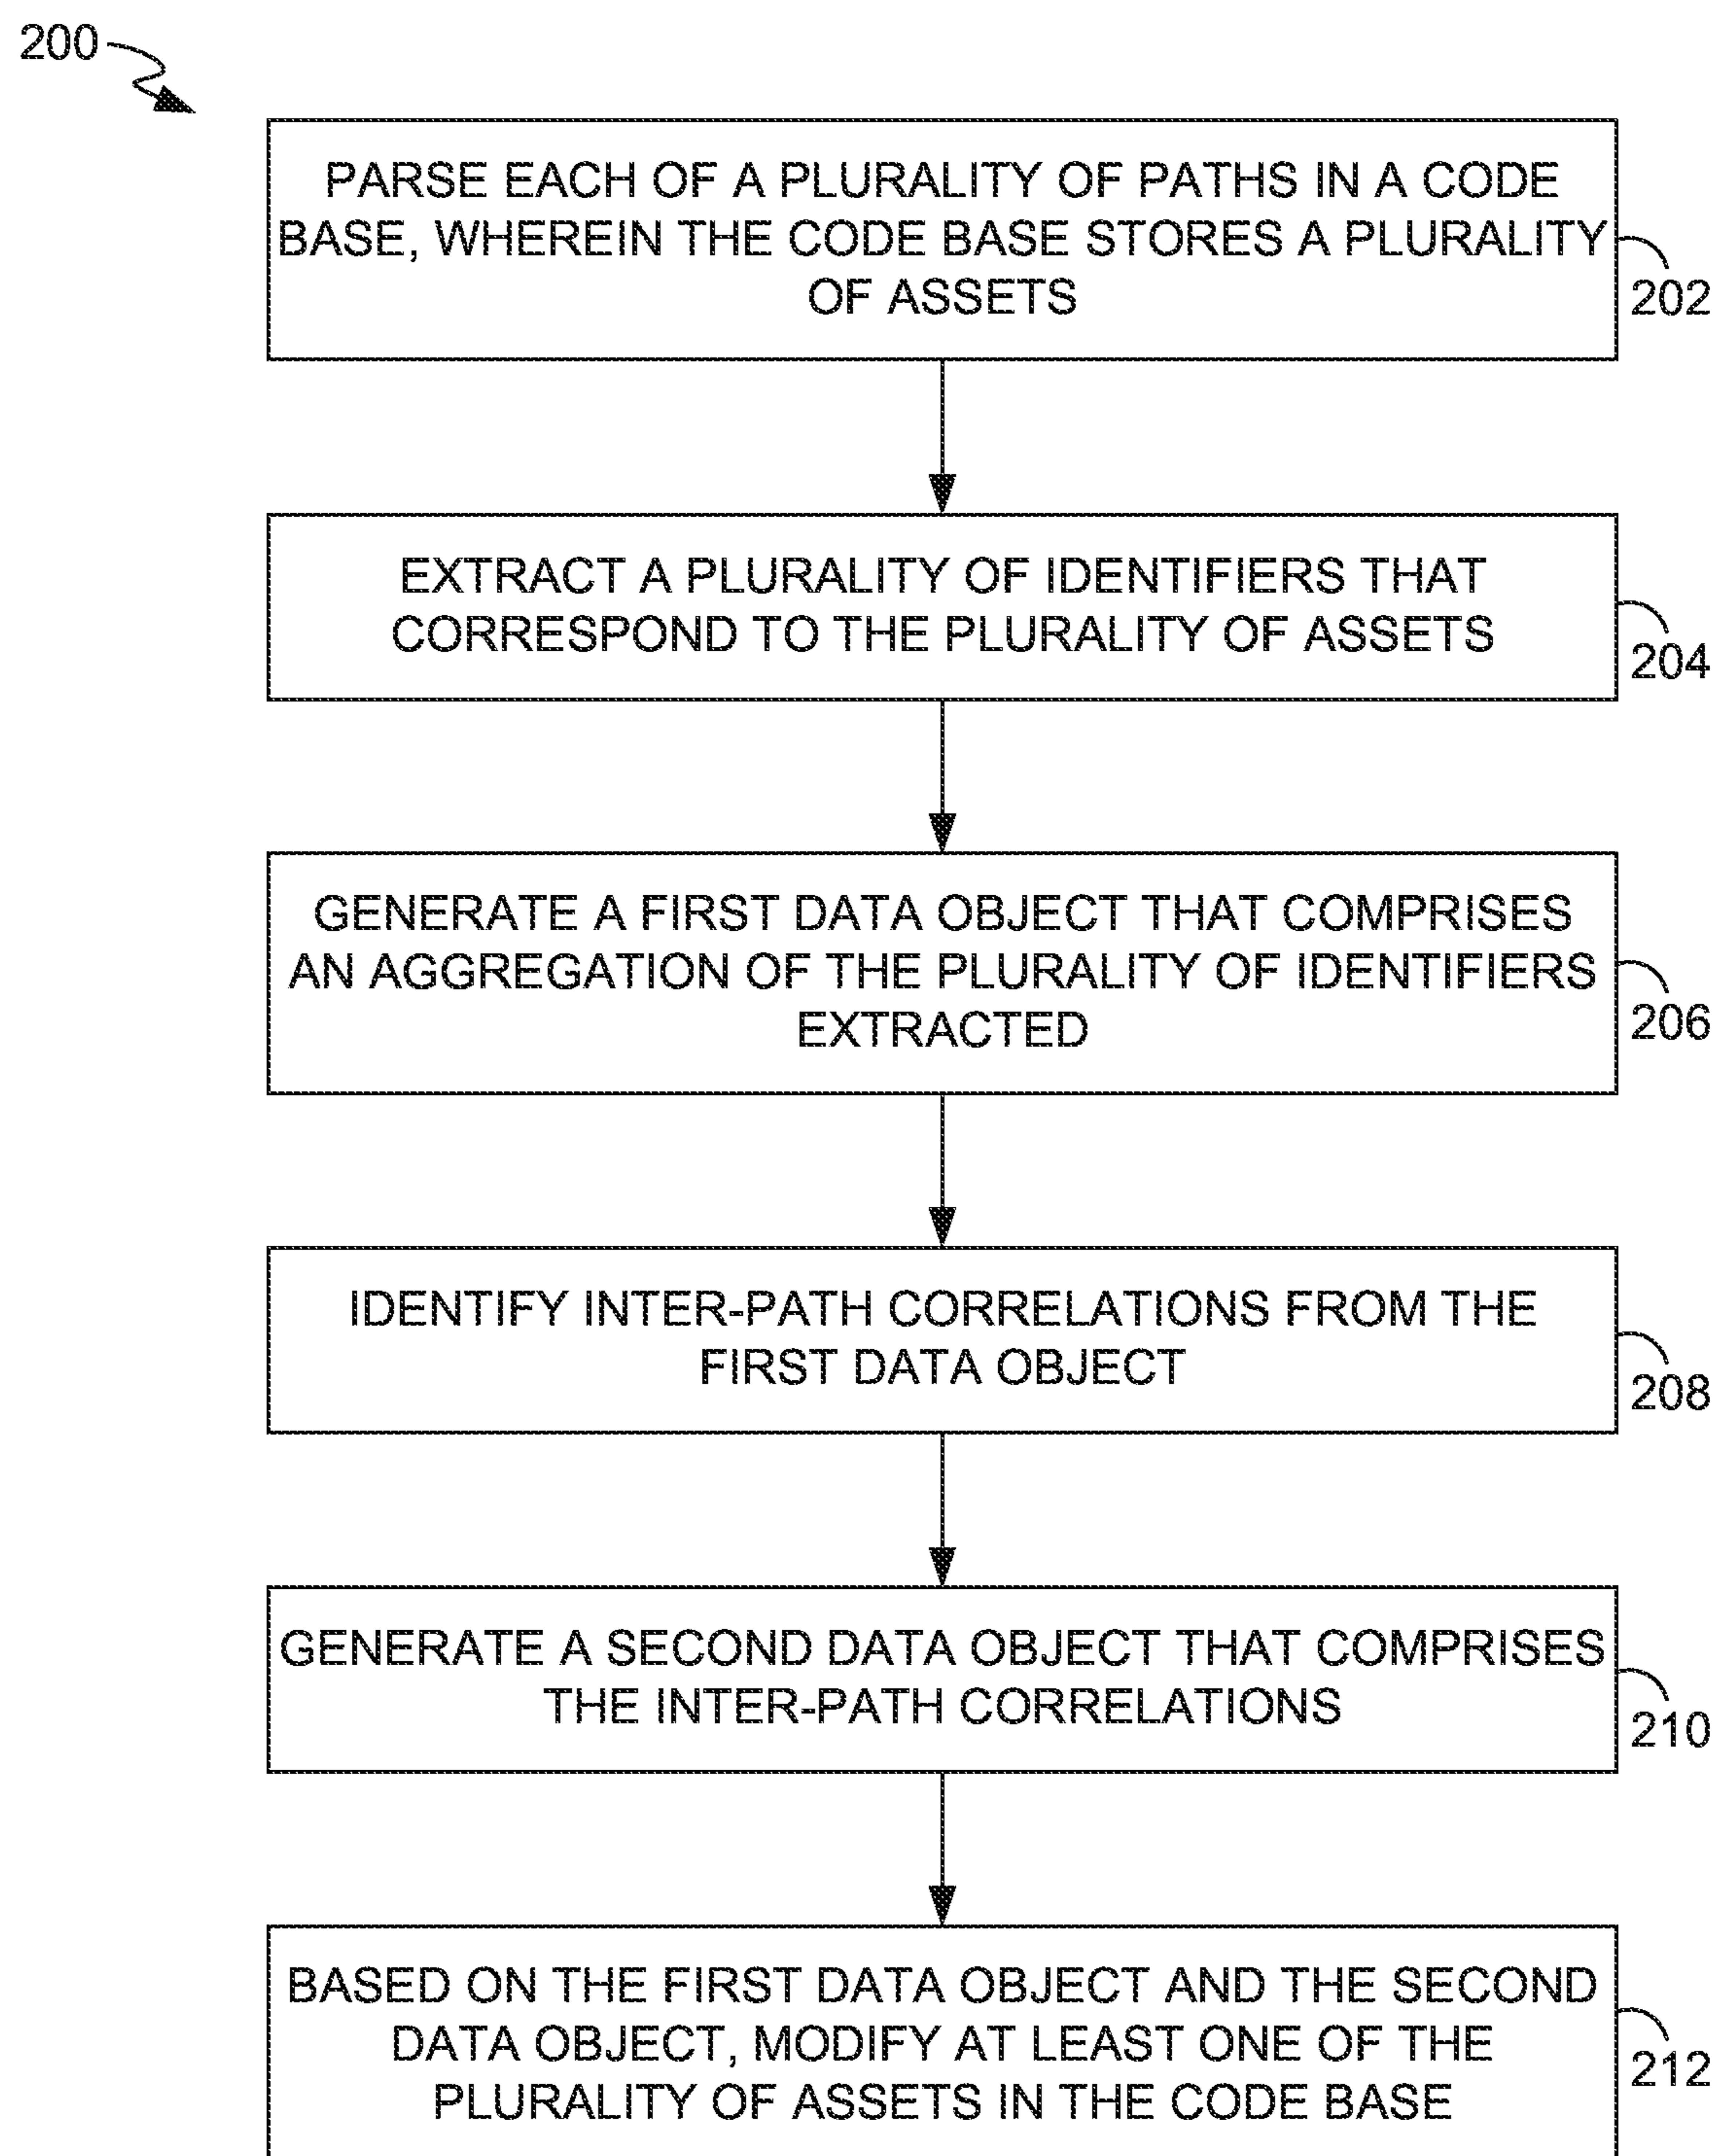 200
PARSE EACH OF A PLURALITY OF PATHS IN A CODE
BASE, WHEREIN THE CODE BASE STORES A PLURALITY
OF ASSETS
202
EXTRACT A PLURALITY OF IDENTIFIERS THAT
CORRESPOND TO THE PLURALITY OF ASSETS
204
GENERATE A FIRST DATA OBJECT THAT COMPRISES
AN AGGREGATION OF THE PLURALITY OF IDENTIFIERS
EXTRACTED
206
IDENTIFY INTER-PATH CORRELATIONS FROM THE
FIRST DATA OBJECT
208
GENERATE A SECOND DATA OBJECT THAT COMPRISES
THE INTER-PATH CORRELATIONS
210
BASED ON THE FIRST DATA OBJECT AND THE SECOND
DATA OBJECT, MODIFY AT LEAST ONE OF THE
PLURALITY OF ASSETS IN THE CODE BASE
212